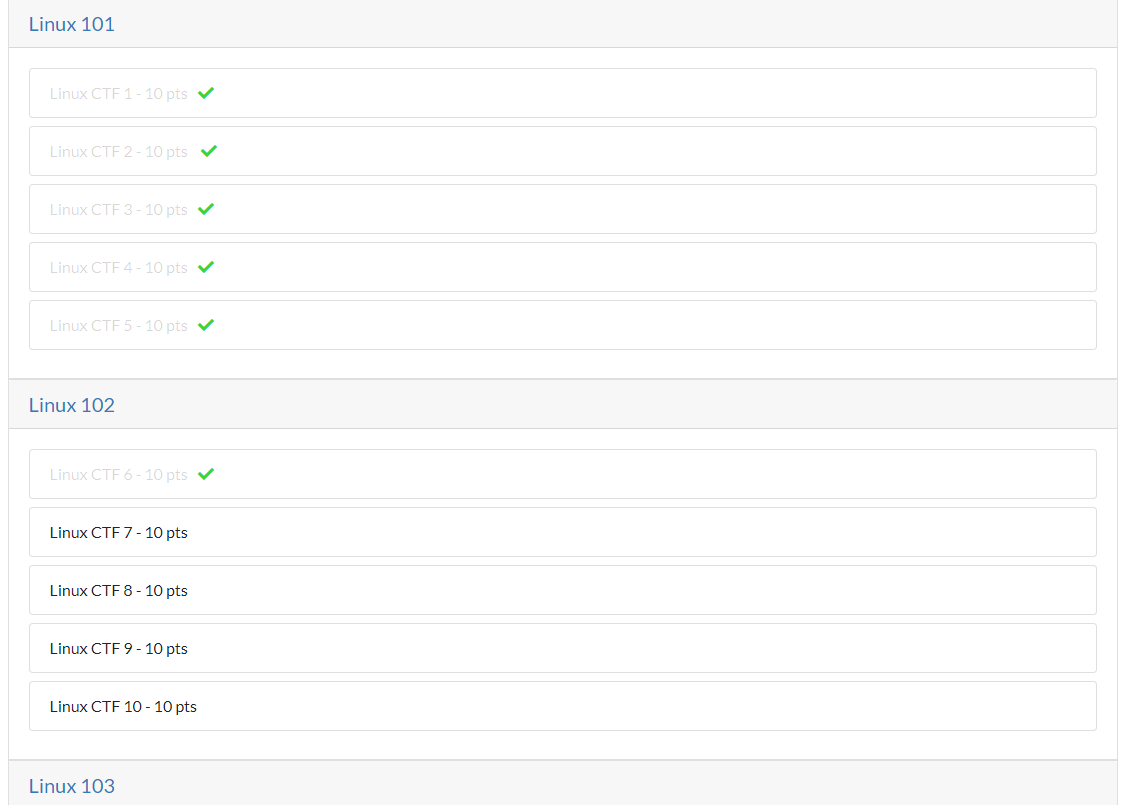 Linux 101
Linux CTF 1 - 10 pts
Linux CTF 2 - 10 pts
Linux CTF 3 - 10 pts
Linux CTF 4 - 10 pts
Linux CTF 5 - 10 pts
Linux 102
Linux CTF 6 - 10 pts
Linux CTF 7 - 10 pts
Linux CTF 8 - 10 pts
Linux CTF 9 - 10 pts
Linux CTF 10 - 10 pts
Linux 103